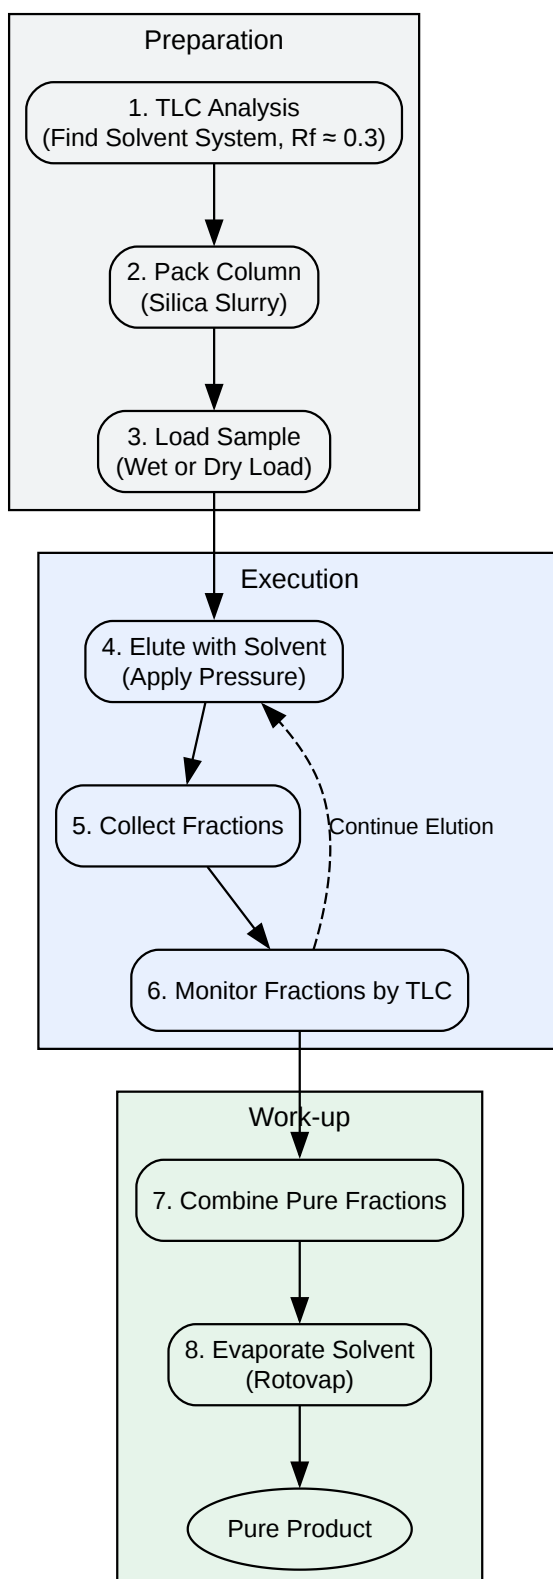 Preparation
1. TLC Analysis
(Find Solvent System, Rf ≈ 0.3)
2. Pack Column
(Silica Slurry)
3. Load Sample
(Wet or Dry Load)
Execution
4. Elute with Solvent
(Apply Pressure)
5. Collect Fractions
Continue Elution
6. Monitor Fractions by TLC
Work-up
7. Combine Pure Fractions
8. Evaporate Solvent
(Rotovap)
Pure Product